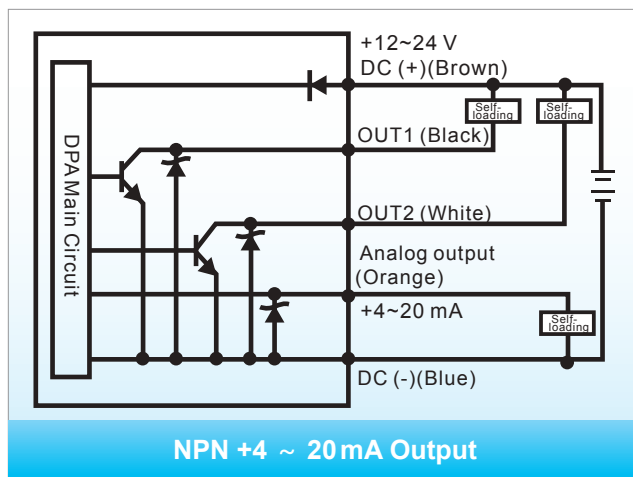 +12~24 V
DC (+)(Brown)
Self-
loading
Self-
loading
OUT1 (Black)
DPA Main Circuit
OUT2 (White)
Analog output
(Orange)
+4~20 mA
Self-
loading
DC (-)(Blue)
NPN +4 ~ 20 mA Output